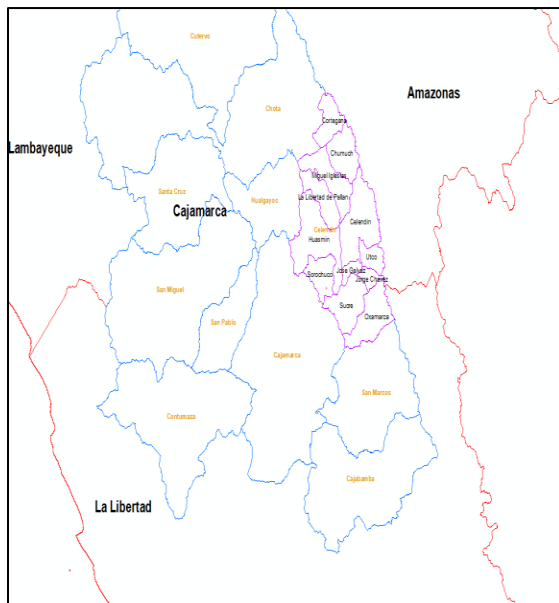 Cutervo
Amazonas
Chota
Cortegana
Lambayeque
Chumuch
Miguel Iglesias
Santa Cruz
La Libertad de Pallan
Hualgayoc
Cajamarca
Celendín
Celendín
Huasmin
Utco
Sorochuco
Jose Galvez
Jorge Chavez
San Miguel
Sucre
Oxamarca
San Pablo
Cajamarca
San Marcos
Contumaza
Cajabamba
La Libertad